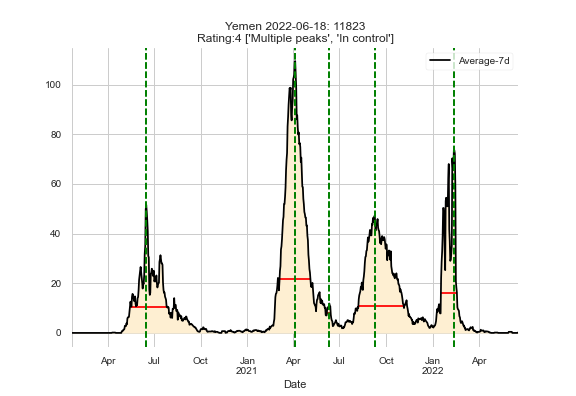 Yemen 2022-06-18: 11823
Rating:4 ['Multiple peaks', 'In control']
Average-7d
100
80
60
40
20
0
Apr
Jul
Oct
Jan
2021
Apr
Jul
Oct
Jan
2022
Apr
Date